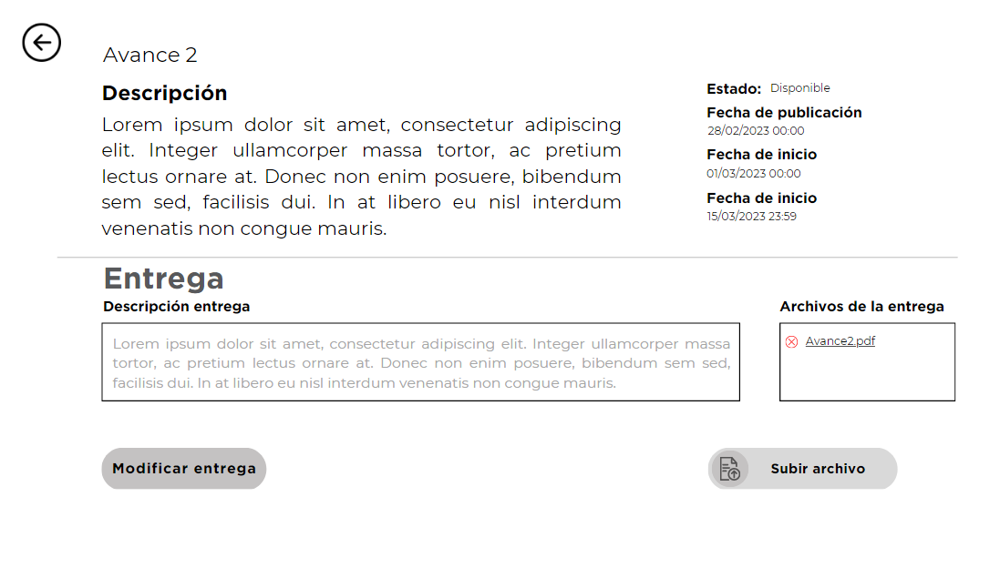 Avance 2
Descripción
Lorem ipsum dolor sit amet, consectetur adipiscing
elit. Integer ullamcorper massa tortor, ac pretium
lectus ornare at. Donec non enim posuere, bibendum
sem sed, facilisis dui. In at libero eu nisl interdum
venenatis non congue mauris.
Estado: Disponible
Fecha de publicación
28/02/2023 00:00
Fecha de inicio
01/03/2023 00:00
Fecha de inicio
15/03/2023 23:59
Entrega
Descripción entrega
Lorem ipsum dolor sit amet, consectetur adipiscing elit. Integer ullamcorper massa
tortor, ac pretium lectus ornare at. Donec non enim posuere, bibendum sem sed,
facilisis dui. In at libero eu nisl interdum venenatis non congue mauris.
Archivos de la entrega
Avance2.pdf
Modificar entrega
Subir archivo